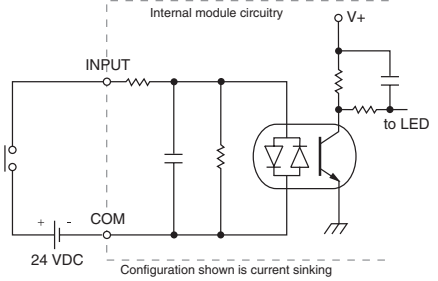 Internal module circuitry
V+
INPUT
to LED
COM
+ -
24 VDC
Configuration shown is current sinking